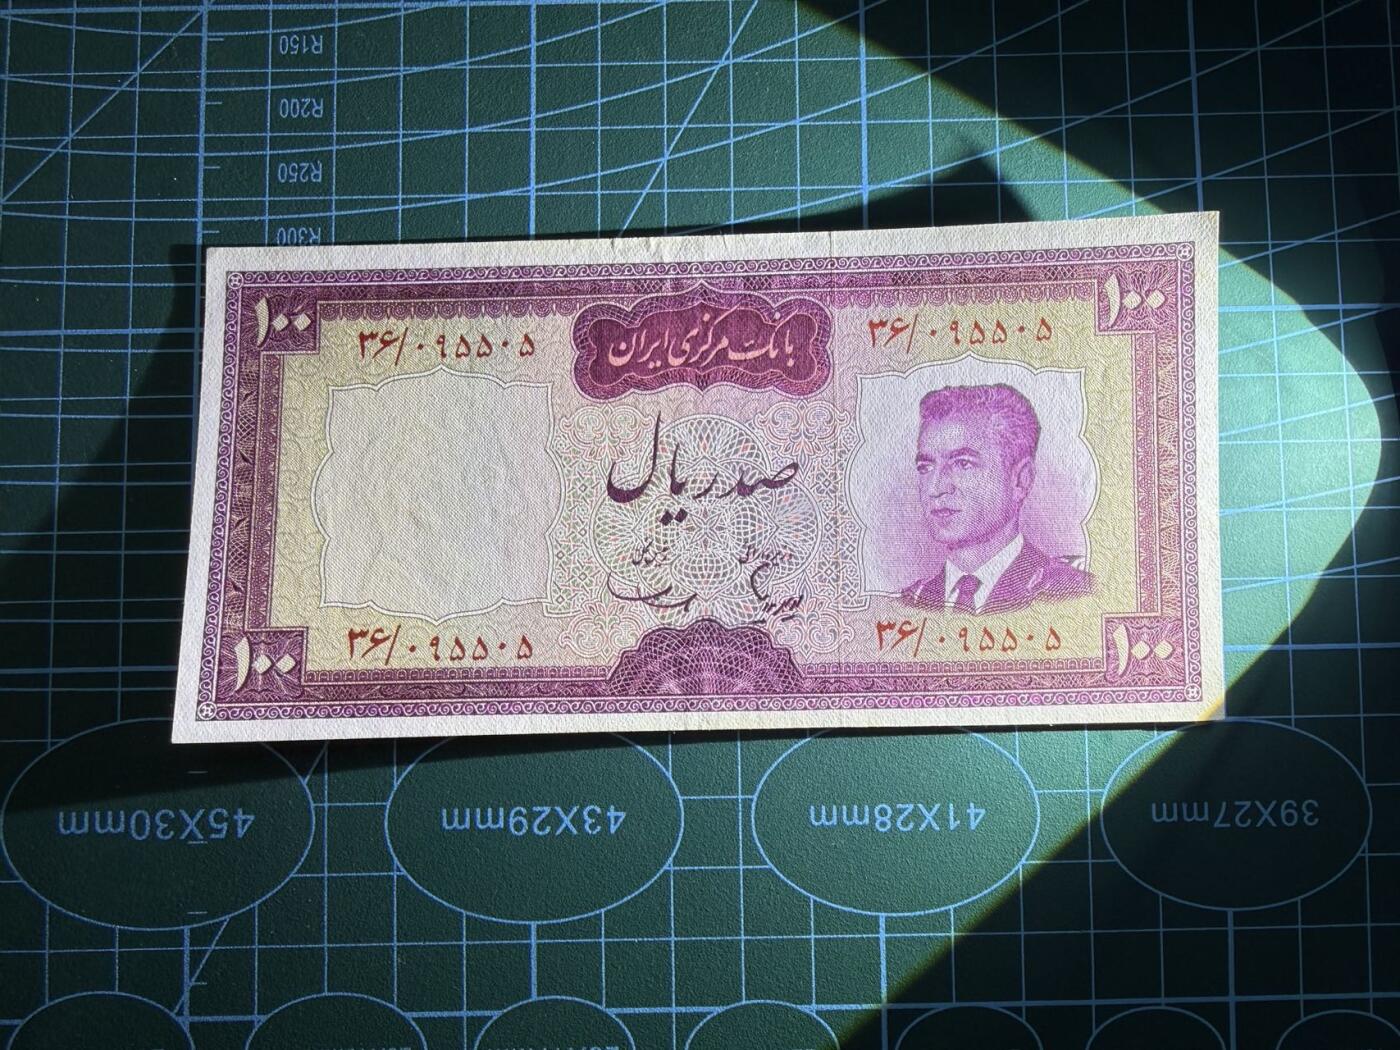 R150
R200
R250
R300
۱۰۰
۱۰۰
۳۶/۰۹۵۵۰۵
بانک مرکزی ایران
۳۶/۰۹۵۵۰۵
صد ریال
۳۶/۰۹۵۵۰۵
۳۶/۰۹۵۵۰۵
۱۰۰
۱۰۰
45X30mm
43X29mm
41X28mm
39X27mm